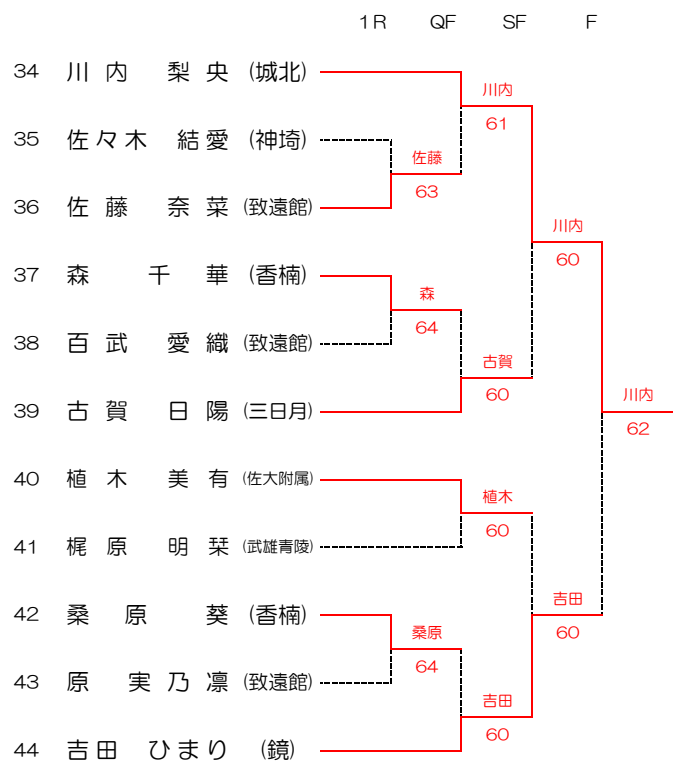 1R QF SF F
34 川内 梨央 (城北)
川内
61
35 佐々木 結愛 (神埼)
佐藤
63
36 佐藤 奈菜 (致遠館)
川内
60
37 森 千華 (香楠)
森
64
38 百武 愛織 (致遠館)
古賀
60
39 古賀 日陽 (三日月)
川内
62
40 植木 美有 (佐大附属)
植木
60
41 梶原 明栞 (武雄青陵)
吉田
60
42 桑原 葵 (香楠)
桑原
64
43 原 実乃凛 (致遠館)
吉田
60
44 吉田 ひまり (鏡)